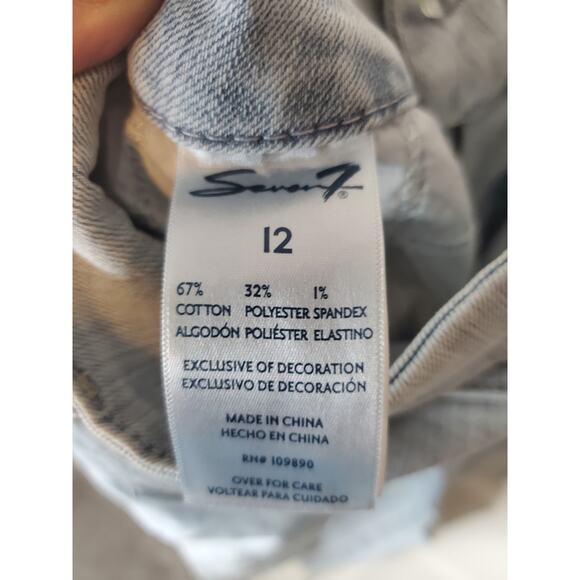 Seven7®
12
67% 32% 1%
COTTON POLYESTER SPANDEX
ALGODÓN POLIÉSTER ELASTINO
EXCLUSIVE OF DECORATION
EXCLUSIVO DE DECORACIÓN
MADE IN CHINA
HECHO EN CHINA
RN# 109890
OVER FOR CARE
VOLTEAR PARA CUIDADO